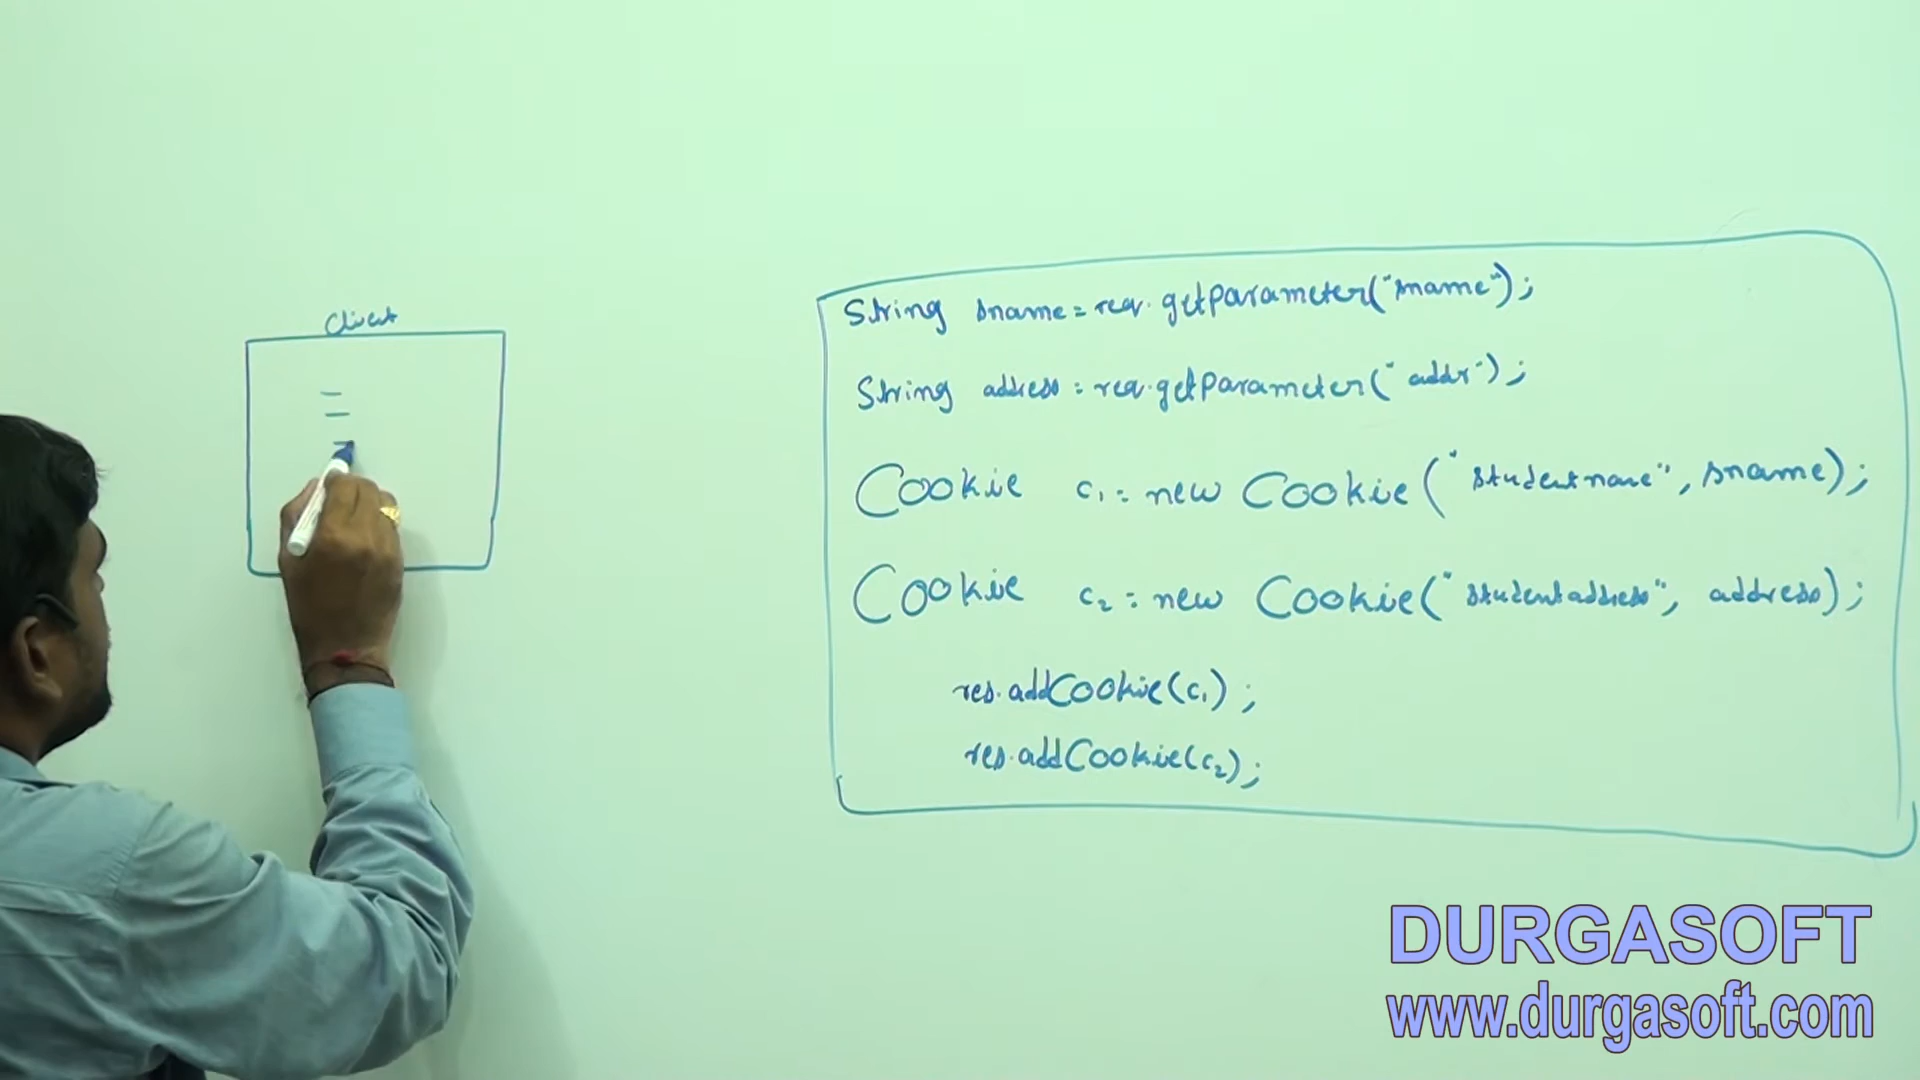 Client
String sname = req.getParameter("sname");
String address = req.getParameter("addr");
Cookie c1 = new Cookie("studentname", sname);
Cookie c2 = new Cookie("studentaddress", address);
res.addCookie(c1);
res.addCookie(c2);
DURGASOFT
www.durgasoft.com